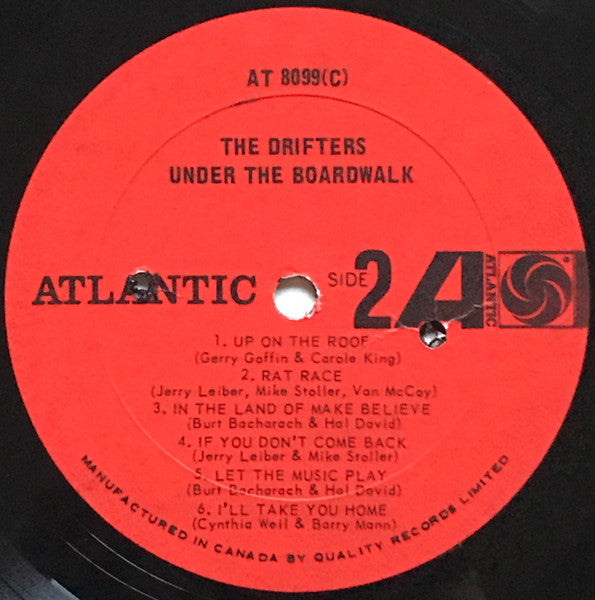 AT 8099(C)
THE DRIFTERS
UNDER THE BOARDWALK
ATLANTIC
SIDE 2
A ATLANTIC
1. UP ON THE ROOF
(Gerry Goffin & Carole King)
2. RAT RACE
(Jerry Leiber, Mike Stoller, Van McCoy)
3. IN THE LAND OF MAKE BELIEVE
(Burt Bacharach & Hal David)
4. IF YOU DON'T COME BACK
(Jerry Leiber & Mike Stoller)
5. LET THE MUSIC PLAY
(Burt Bacharach & Hal David)
6. I'LL TAKE YOU HOME
(Cynthia Weil & Barry Mann)
MANUFACTURED IN CANADA BY QUALITY RECORDS LIMITED